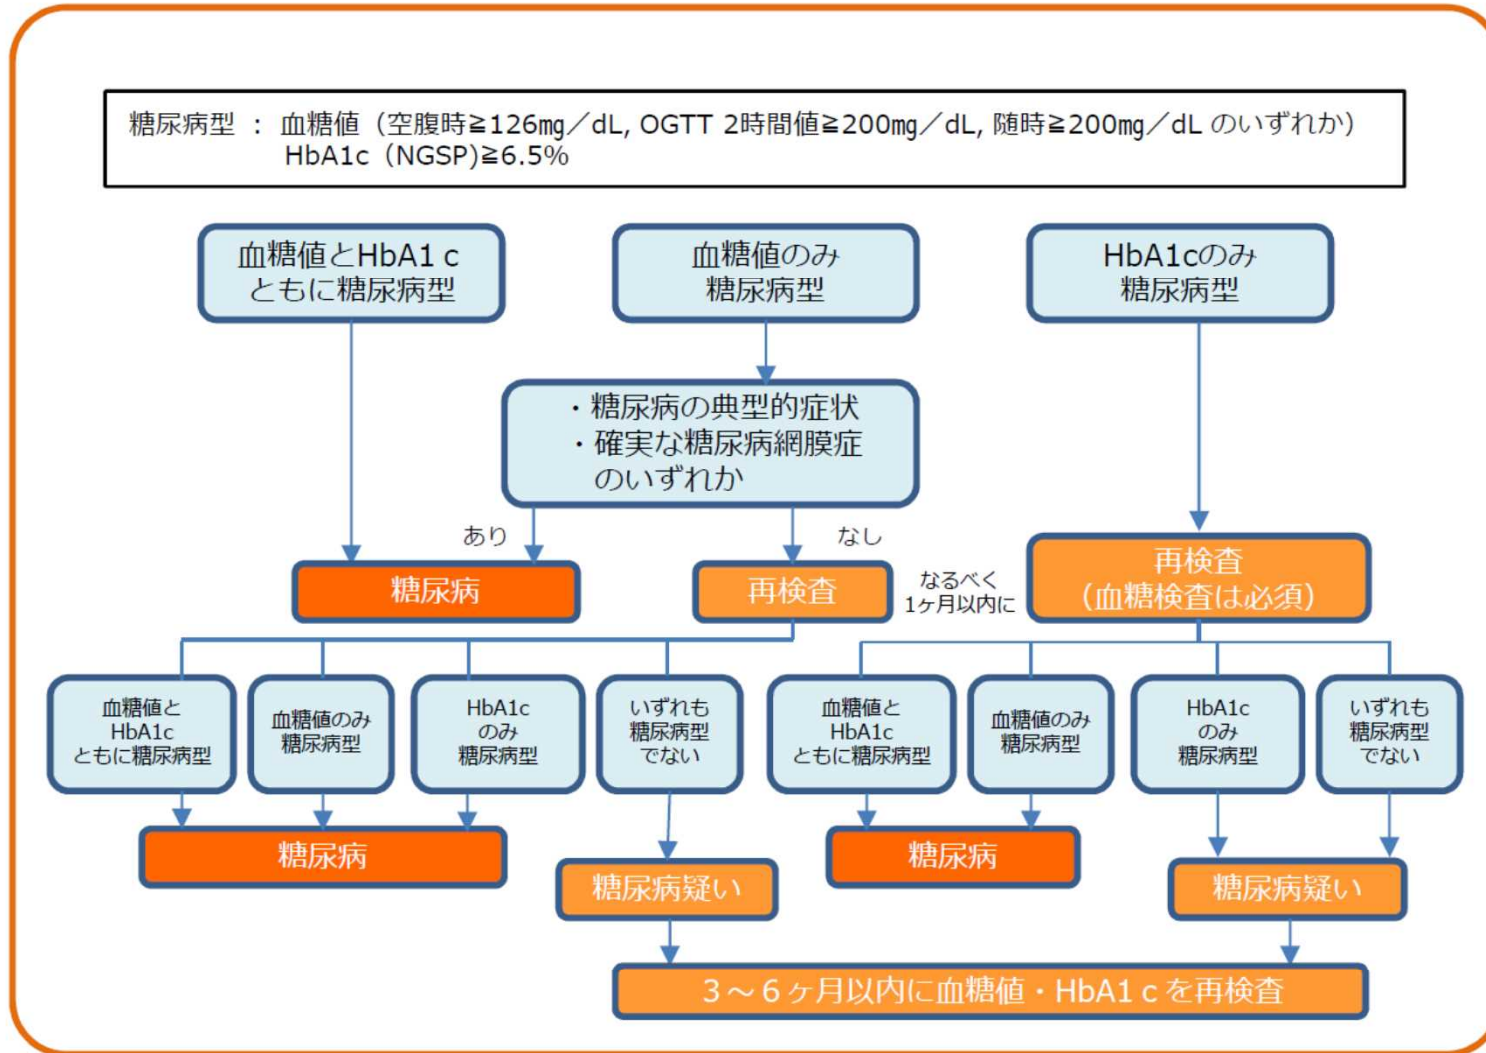 糖尿病型 : 血糖値(空腹時≧126㎎/dL, OGTT 2時間値≧200㎎/dL, 随時≧200㎎/dL のいずれか)
HbA1c (NGSP)≧6.5%
血糖値とHbA1c
ともに糖尿病型
血糖値のみ
糖尿病型
HbA1cのみ
糖尿病型
・糖尿病の典型的症状
・確実な糖尿病網膜症
のいずれか
あり
なし
糖尿病
再検査
なるべく
1ヶ月以内に
再検査
(血糖検査は必須)
血糖値と
HbA1c
ともに糖尿病型
血糖値のみ
糖尿病型
HbA1c
のみ
糖尿病型
いずれも
糖尿病型
でない
血糖値と
HbA1c
ともに糖尿病型
血糖値のみ
糖尿病型
HbA1c
のみ
糖尿病型
いずれも
糖尿病型
でない
糖尿病
糖尿病疑い
糖尿病
糖尿病疑い
3~6ヶ月以内に血糖値・HbA1cを再検査